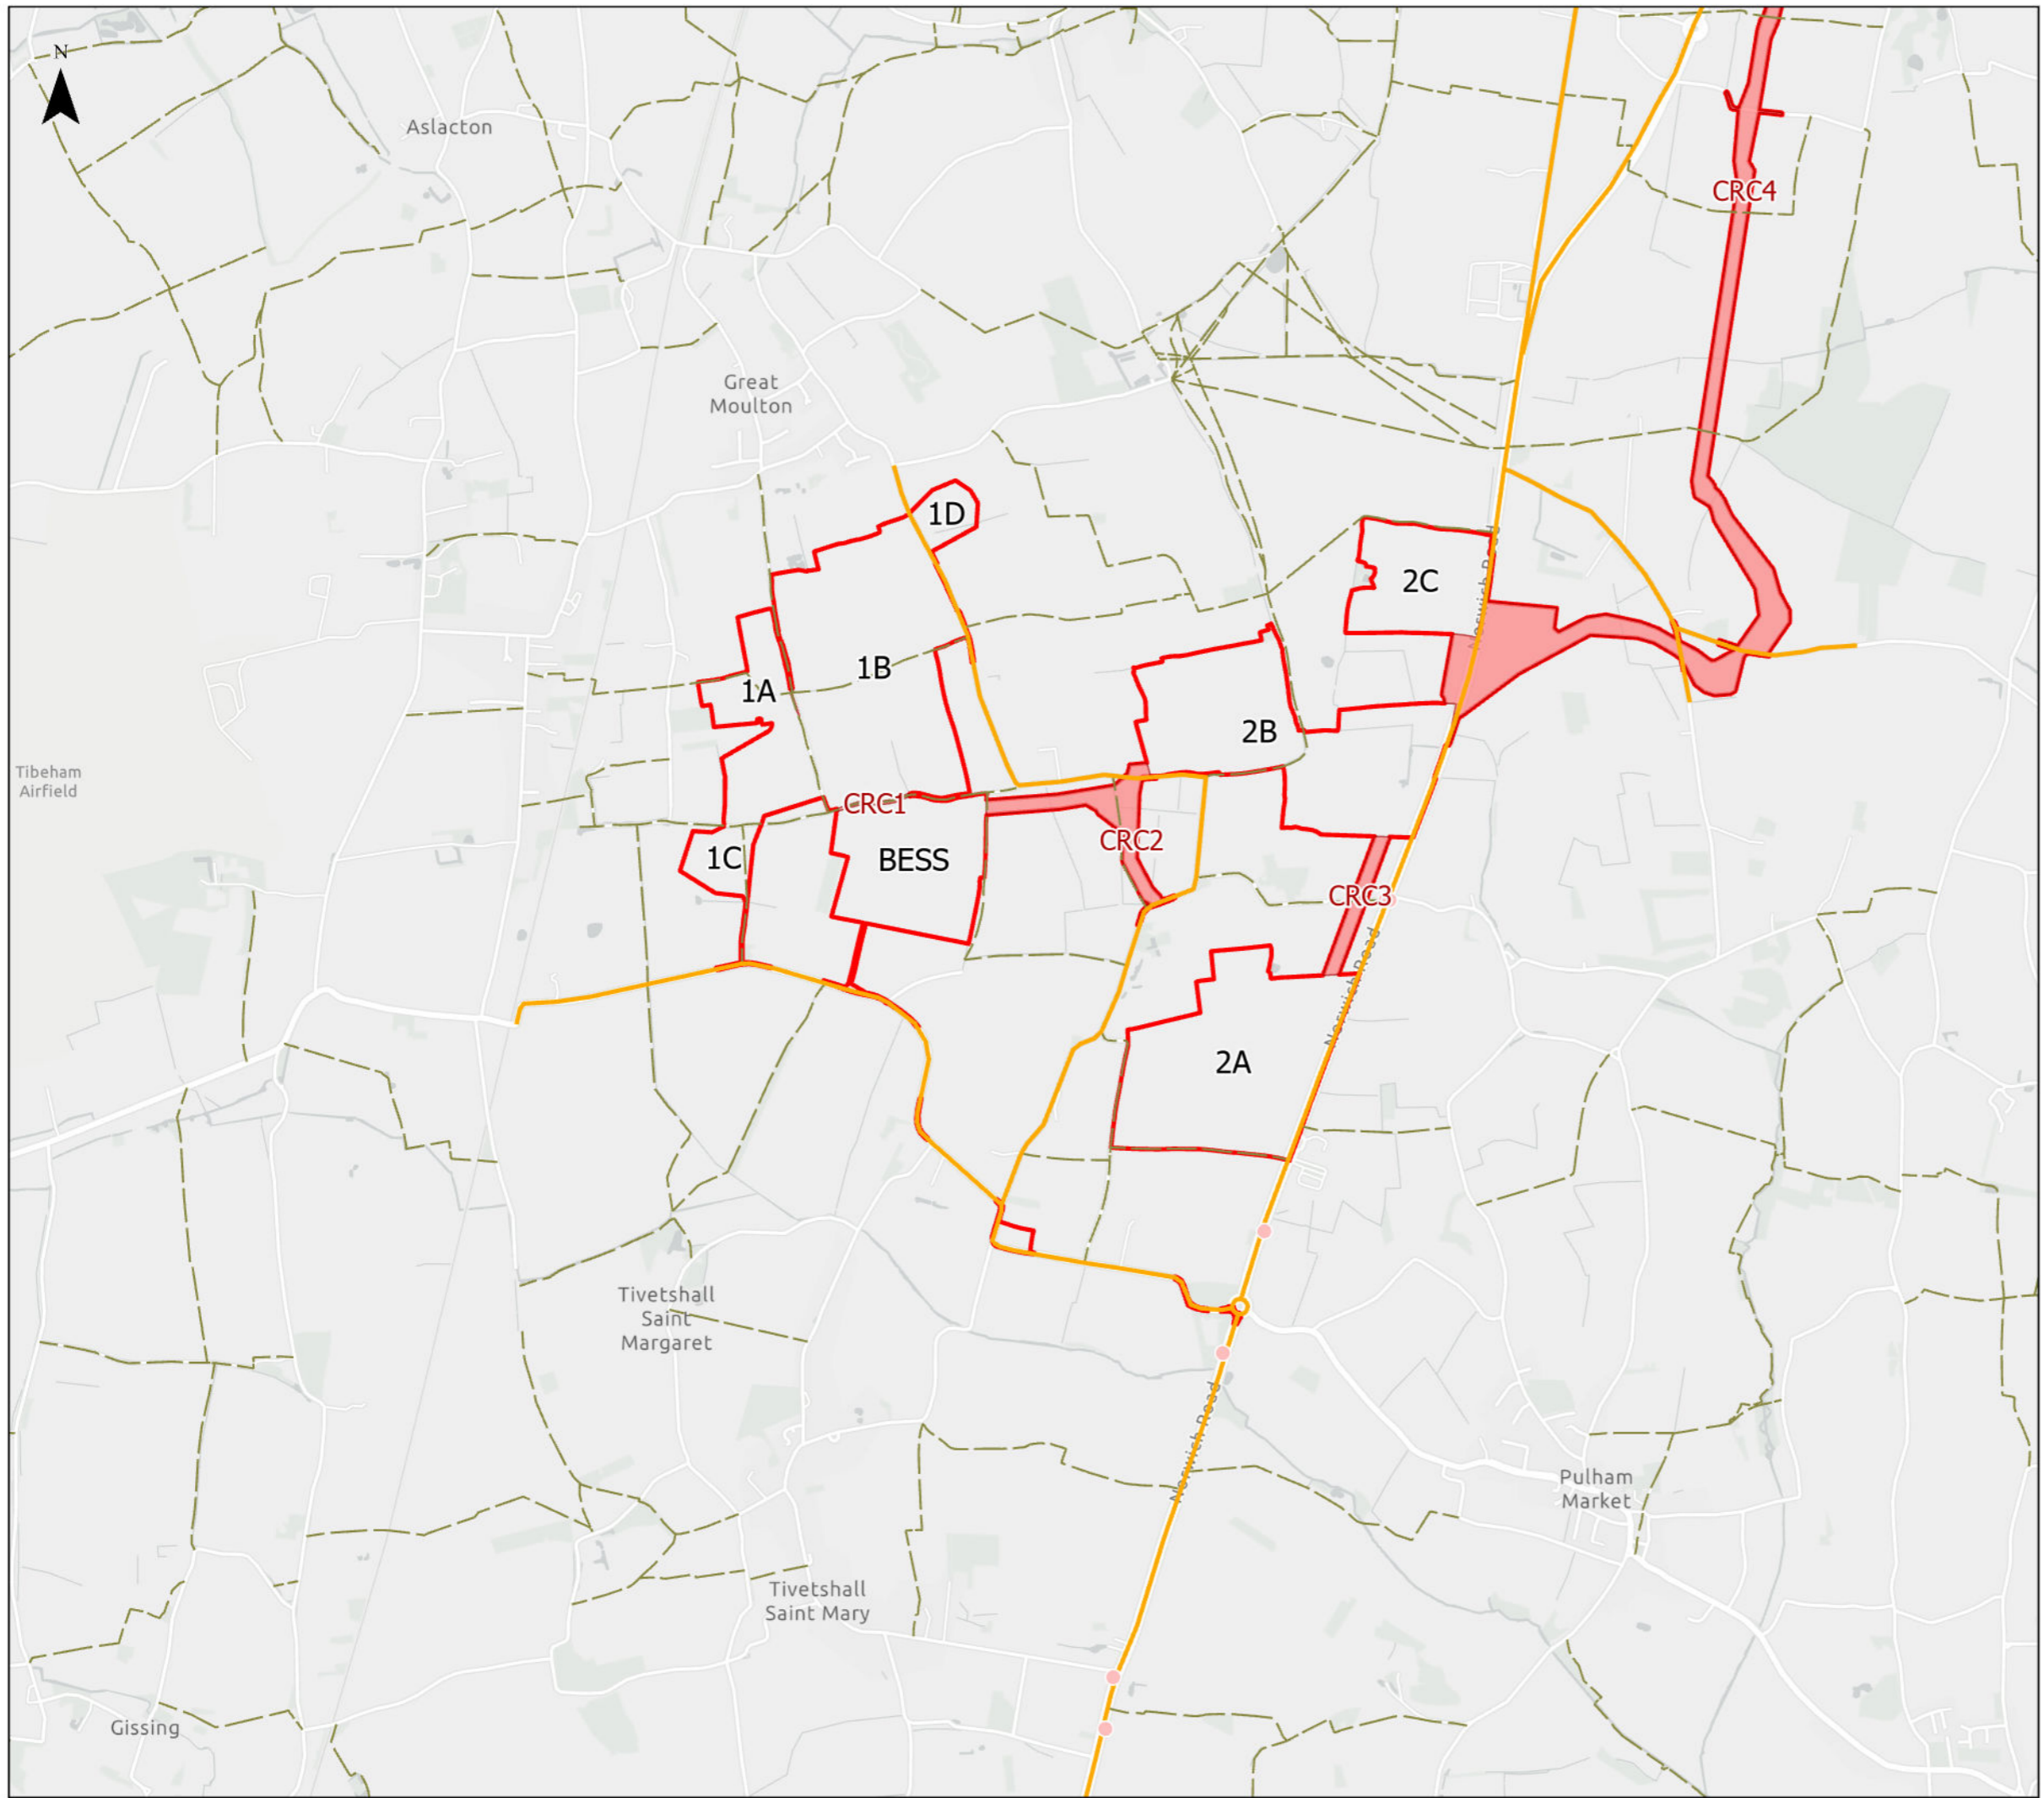 N
Aslacton
CRC4
Great
Moulton
1D
Norwich Road
2C
1B
1A
2B
Tibeham
Airfield
CRC1
CRC2
1C
BESS
CRC3
Norwich Road
2A
Tivetshall
Saint
Margaret
Norwich Road
Pulham
Market
Tivetshall
Saint Mary
Gissing